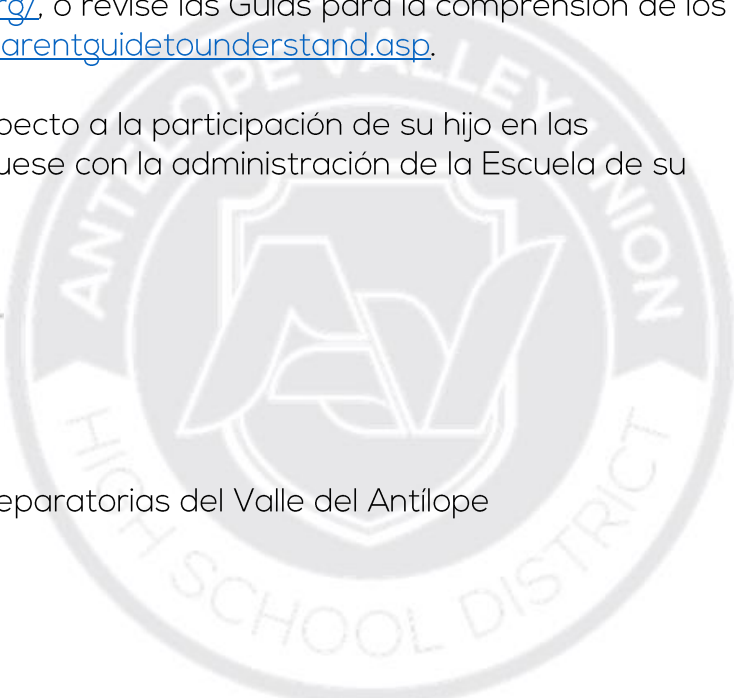 rg/, o revise las Guías para la comprensión de los
arentguidetounderstand.asp.
pecto a la participación de su hijo en las
uese con la administración de la Escuela de su
eparatorias del Valle del Antílope
ANTELOPE VALLEY UNION
AV
HIGH SCHOOL DISTRICT